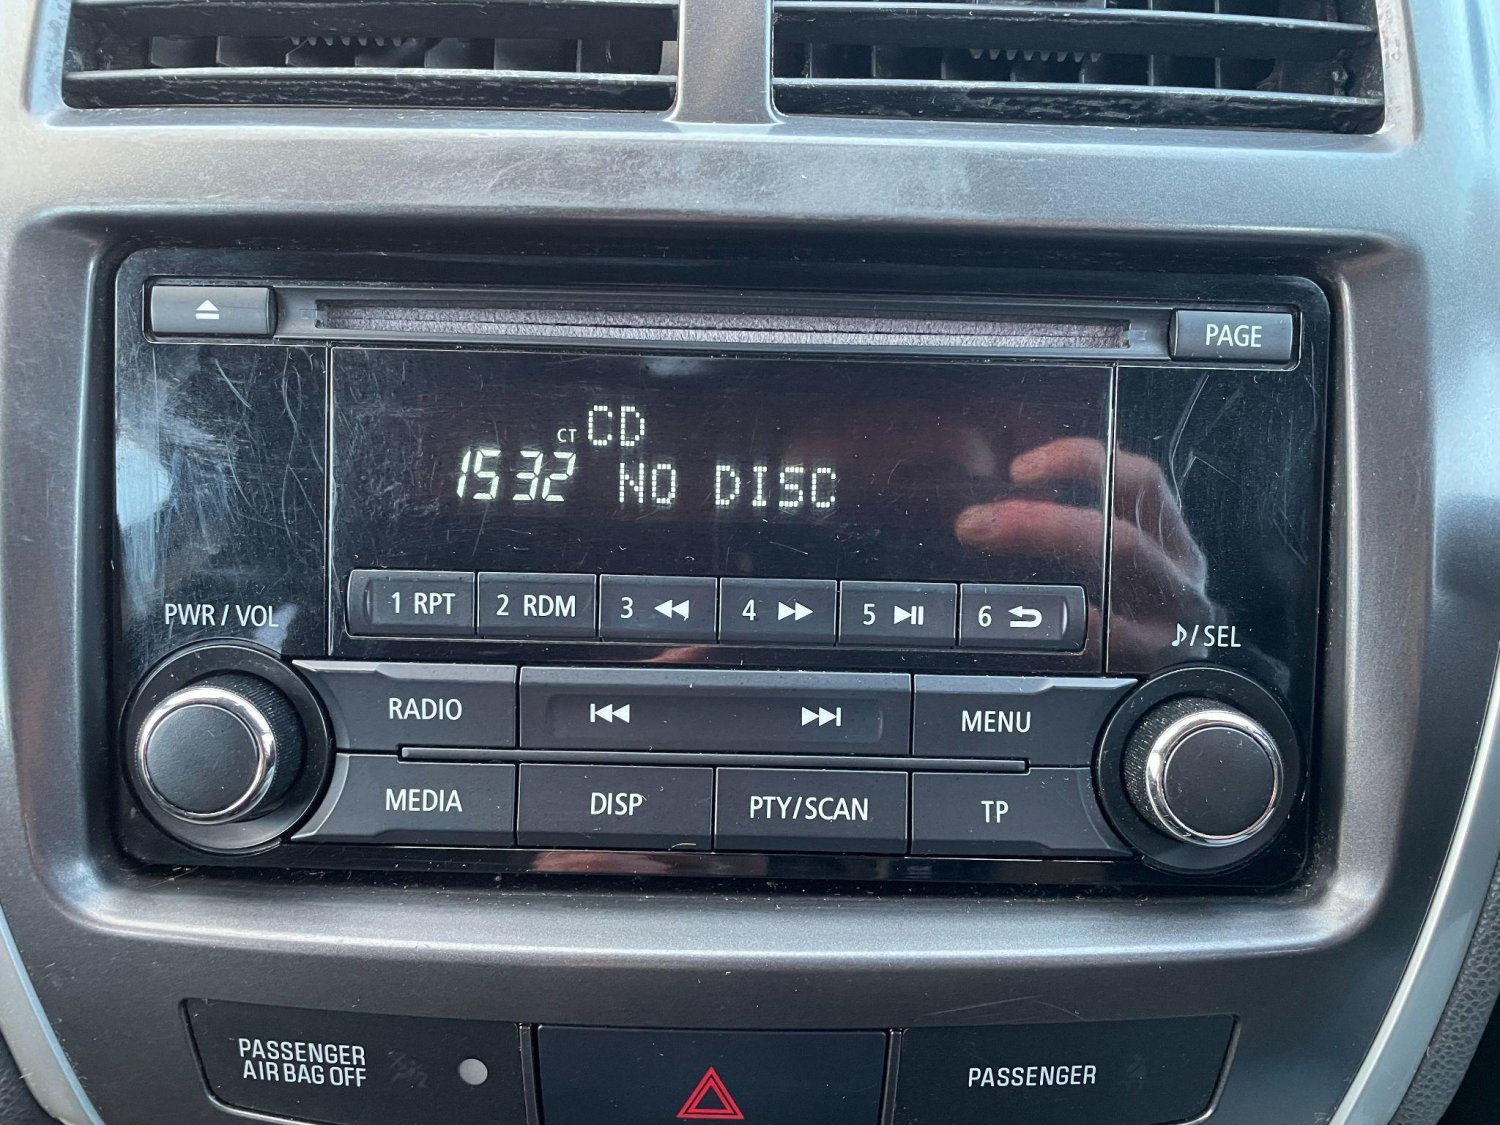 PAGE
CT CD
1532 NO DISC
1 RPT 2 RDM 3 4 5 6
PWR / VOL
/ SEL
RADIO
MENU
MEDIA
DISP
PTY/SCAN
TP
PASSENGER
AIR BAG OFF
PASSENGER